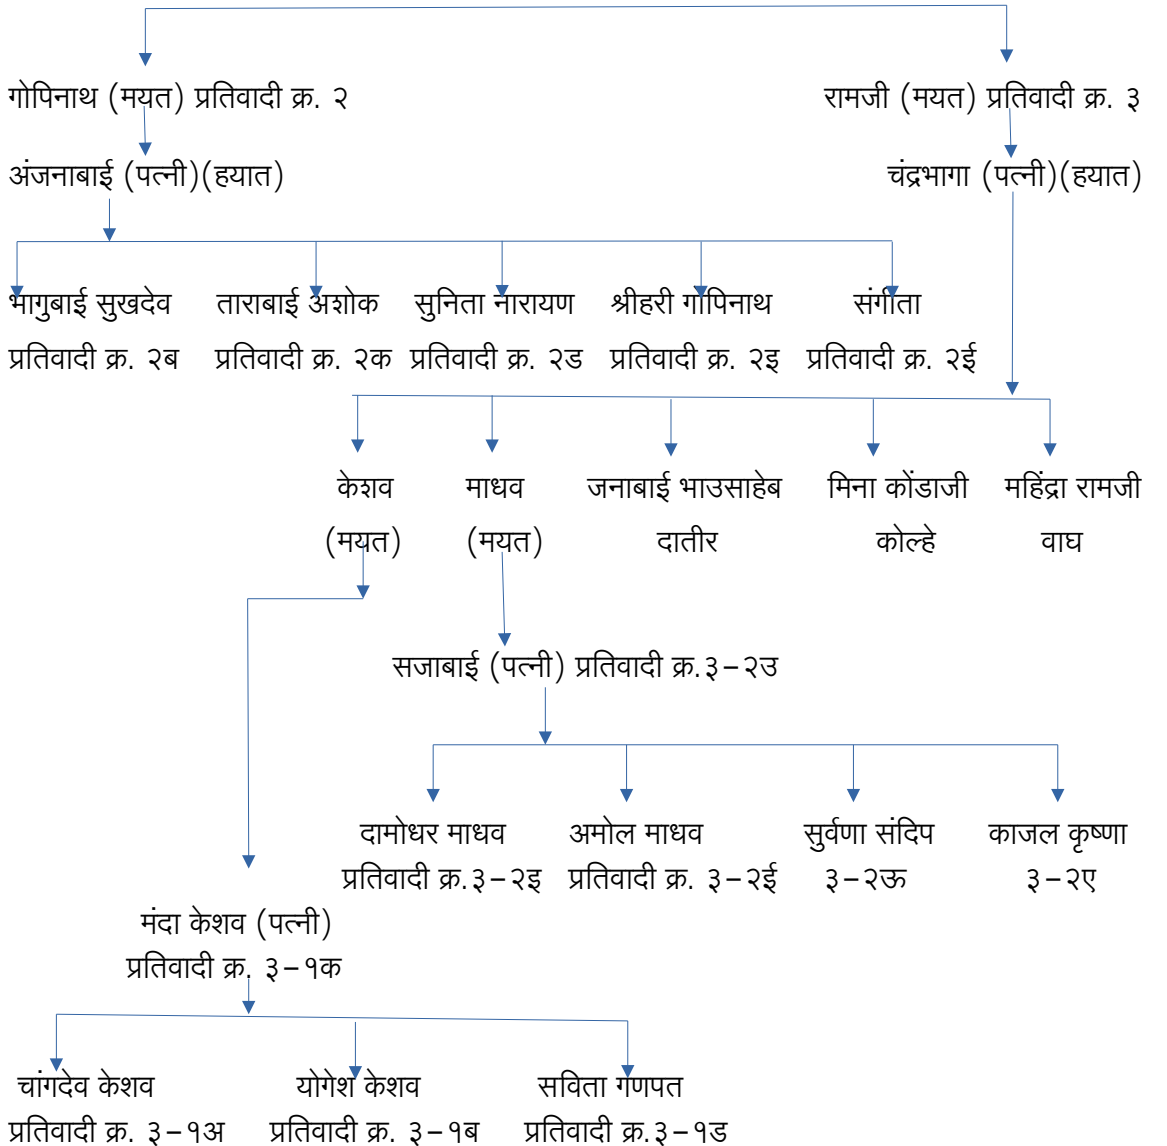 गोपिनाथ (मयत) प्रतिवादी क्र. २ रामजी (मयत) प्रतिवादी क्र. ३
अंजनाबाई (पत्नी)(हयात) चंद्रभागा (पत्नी)(हयात)
भागुबाई सुखदेव ताराबाई अशोक सुनिता नारायण श्रीहरी गोपिनाथ संगीता
प्रतिवादी क्र. २ब प्रतिवादी क्र. २क प्रतिवादी क्र. २ड प्रतिवादी क्र. २इ प्रतिवादी क्र. २ई
केशव माधव जनाबाई भाउसाहेब मिना कोंडाजी महिंद्रा रामजी
(मयत) (मयत) दातीर कोल्हे वाघ
सजाबाई (पत्नी) प्रतिवादी क्र.३-२उ
दामोधर माधव अमोल माधव सुर्वणा संदिप काजल कृष्णा
प्रतिवादी क्र.३-२इ प्रतिवादी क्र. ३-२ई ३-२ऊ ३-२ए
मंदा केशव (पत्नी)
प्रतिवादी क्र. ३-१क
चांगदेव केशव योगेश केशव सविता गणपत
प्रतिवादी क्र. ३-१अ प्रतिवादी क्र. ३-१ब प्रतिवादी क्र.३-१ड